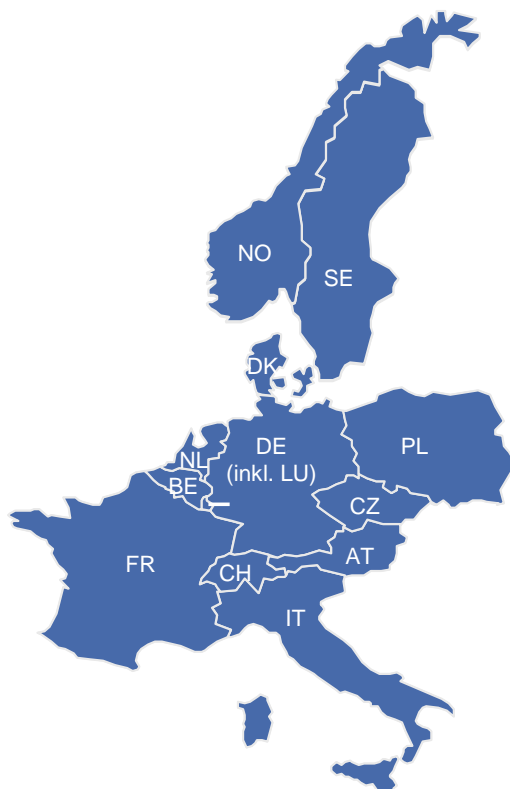 NO
SE
DK
DE
(inkl. LU)
PL
NL
BE
CZ
AT
FR
CH
IT